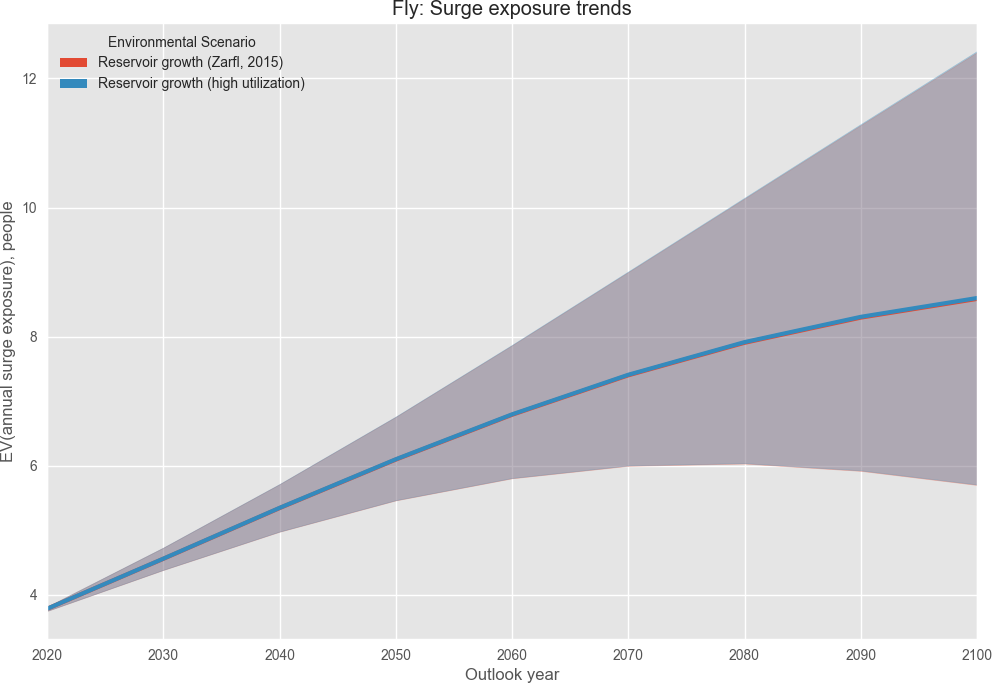 Fly: Surge exposure trends
Environmental Scenario
Reservoir growth (Zarfl, 2015)
Reservoir growth (high utilization)
EV(annual surge exposure), people
12
10
8
6
4
2020 2030 2040 2050 2060 2070 2080 2090 2100
Outlook year